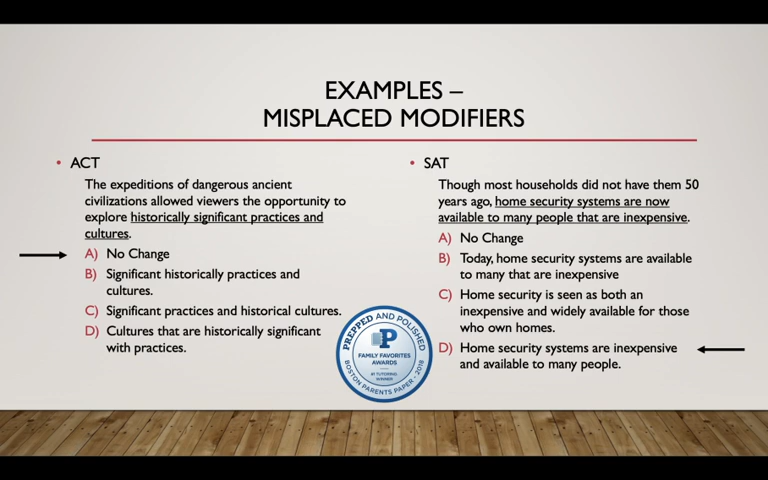 EXAMPLES –
MISPLACED MODIFIERS
• ACT
The expeditions of dangerous ancient
civilizations allowed viewers the opportunity to
explore historically significant practices and
cultures.
A) No Change
B) Significant historically practices and
cultures.
C) Significant practices and historical cultures.
D) Cultures that are historically significant
with practices.
• SAT
Though most households did not have them 50
years ago, home security systems are now
available to many people that are inexpensive.
A) No Change
B) Today, home security systems are available
to many that are inexpensive
C) Home security is seen as both an
inexpensive and widely available for those
who own homes.
D) Home security systems are inexpensive
and available to many people.
PREPPED AND POLISHED
P
FAMILY FAVORITES
AWARDS
#1 TUTORING
WINNER
BOSTON PARENTS PAPER - 2018